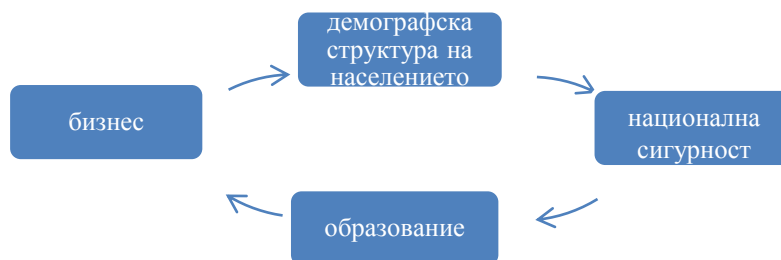 демографска
структура на
населението
бизнес
национална
сигурност
образование